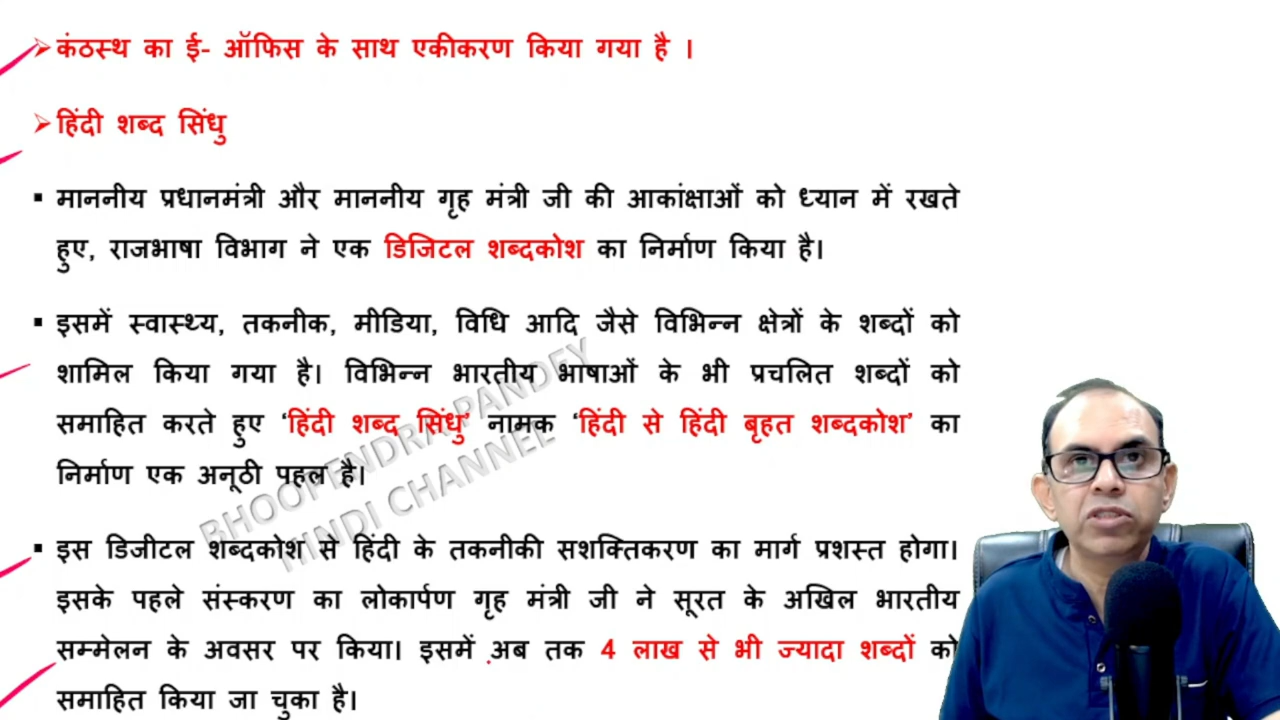 कंठस्थ का ई- ऑफिस के साथ एकीकरण किया गया है ।
हिंदी शब्द सिंधु
माननीय प्रधानमंत्री और माननीय गृह मंत्री जी की आकांक्षाओं को ध्यान में रखते
हुए, राजभाषा विभाग ने एक डिजिटल शब्दकोश का निर्माण किया है।
इसमें स्वास्थ्य, तकनीक, मीडिया, विधि आदि जैसे विभिन्न क्षेत्रों के शब्दों को
शामिल किया गया है। विभिन्न भारतीय भाषाओं के भी प्रचलित शब्दों को
समाहित करते हुए ‘हिंदी शब्द सिंधु’ नामक ‘हिंदी से हिंदी बृहत शब्दकोश’ का
निर्माण एक अनूठी पहल है।
इस डिजीटल शब्दकोश से हिंदी के तकनीकी सशक्तिकरण का मार्ग प्रशस्त होगा।
इसके पहले संस्करण का लोकार्पण गृह मंत्री जी ने सूरत के अखिल भारतीय
सम्मेलन के अवसर पर किया। इसमें अब तक 4 लाख से भी ज्यादा शब्दों को
समाहित किया जा चुका है।
BHOOPENDRA PANDEY
HINDI CHANNEL